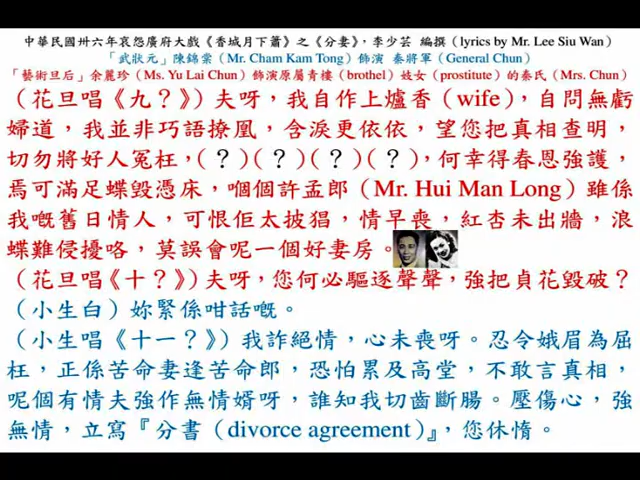 中華民國卅六年哀怨廣府大戲《香城月下蕭》之《分妻》，李少芸 編撰（lyrics by Mr. Lee Siu Wan）
「武狀元」陳錦棠（Mr. Cham Kam Tong）飾演 秦將軍（General Chun）
「藝術旦后」余麗珍（Ms. Yu Lai Chun）飾演原屬青樓（brothel）妓女（prostitute）的秦氏（Mrs. Chun）
（花旦唱《九？》）夫呀，我自作上爐香（wife），自問無虧
婦道，我並非巧語撩凰，含淚更依依，望您把真相查明，
切勿將好人冤枉，(？)(？)(？)(？)，何幸得春恩強護，
焉可滿足蝶毀憑床，嗰個許孟郎（Mr. Hui Man Long）雖係
我嘅舊日情人，可恨佢太披猖，情早喪，紅杏未出牆，浪
蝶難侵擾咯，莫誤會呢一個好妻房。
（花旦唱《十？》）夫呀，您何必驅逐聲聲，強把貞花毀破？
（小生白）妳緊係咁話嘅。
（小生唱《十一？》）我詐絕情，心未喪呀。忍令娥眉為屈
枉，正係苦命妻逢苦命郎，恐怕累及高堂，不敢言真相，
呢個有情夫強作無情婿呀，誰知我切齒斷腸。壓傷心，強
無情，立寫『分書（divorce agreement）』，您休惰。